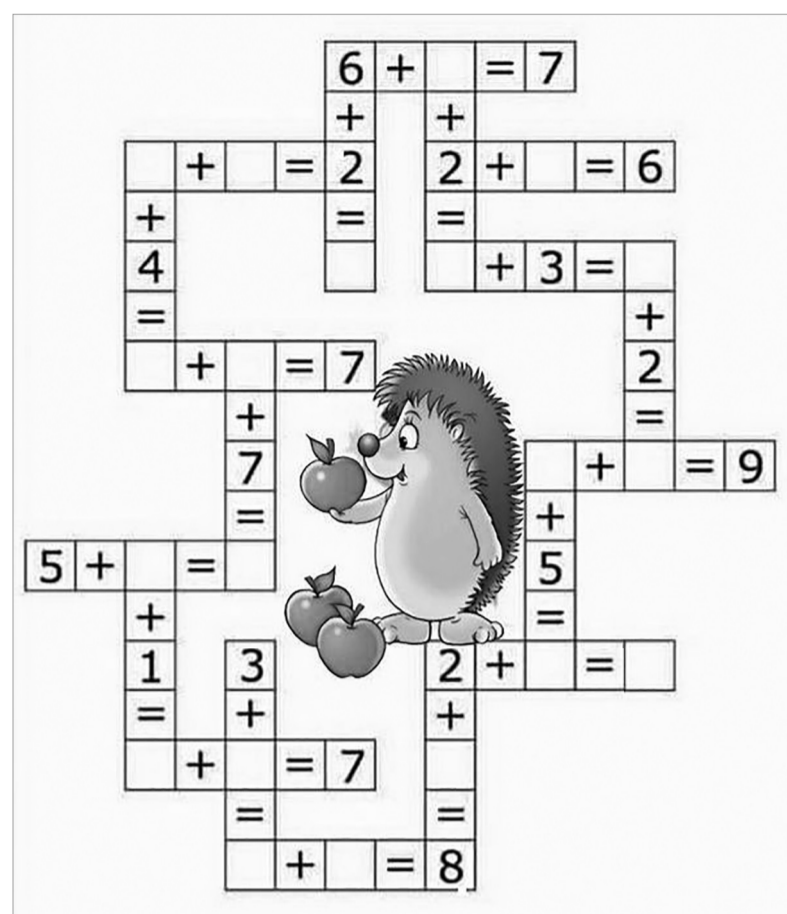 6 + = 7
+ +
+ = 2 2 + = 6
+ = =
4 + 3 =
= +
+ = 7 2
+ =
7 + = 9
= +
5 + = 5
+ =
1 3 2 + =
= + +
+ = 7
= =
+ = 8